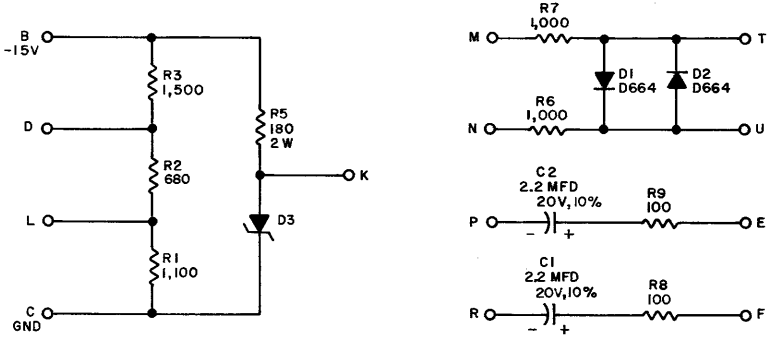 B
-15V
R3
1,500
D
R2
680
L
R1
1,100
C
GND
R5
180
2W
K
D3
M
R7
1,000
T
D1
D664
D2
D664
R6
1,000
N
U
C2
2.2 MFD
20V,10%
R9
100
P
- +
E
C1
2.2 MFD
20V,10%
R8
100
R
- +
F